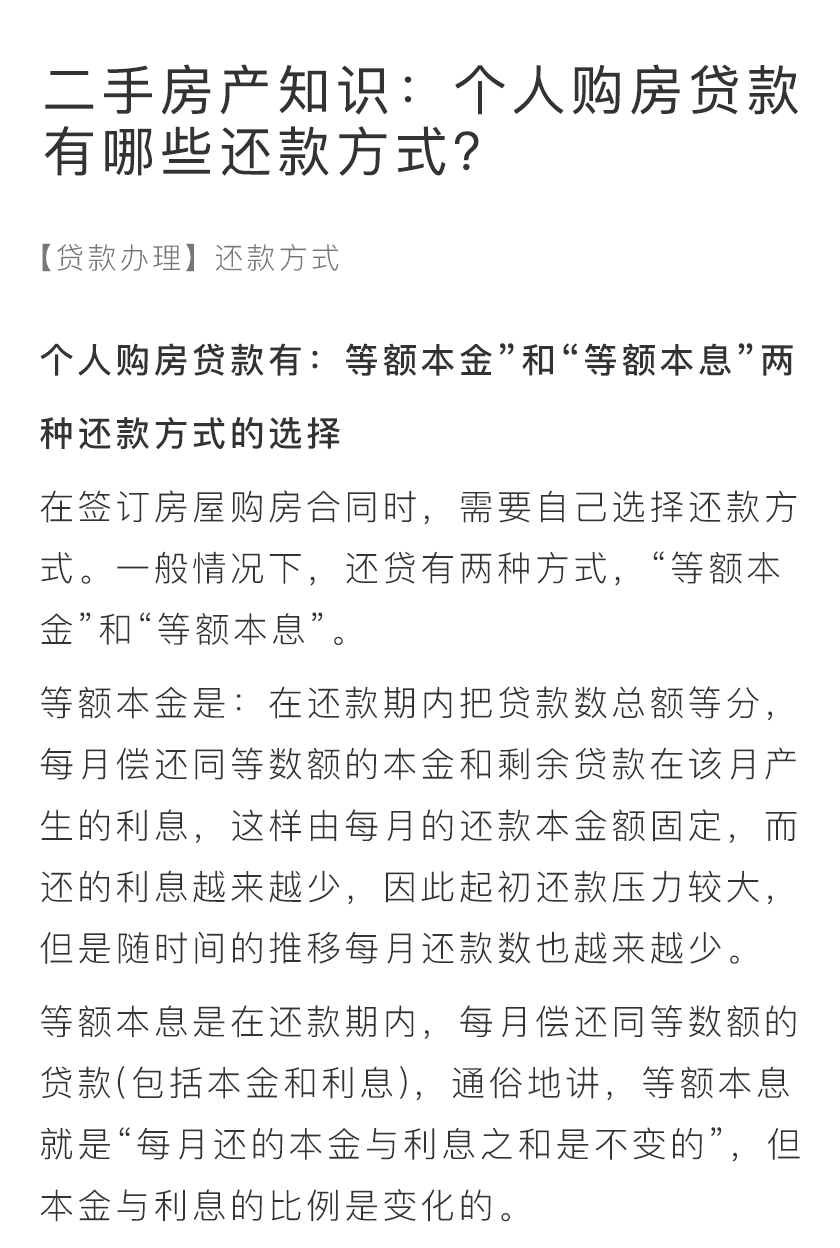 二手房产知识：个人购房贷款
有哪些还款方式?
【贷款办理】还款方式
个人购房贷款有：等额本金”和“等额本息”两
种还款方式的选择
在签订房屋购房合同时，需要自己选择还款方
式。一般情况下，还贷有两种方式，“等额本
金”和“等额本息”。
等额本金是：在还款期内把贷款数总额等分，
每月偿还同等数额的本金和剩余贷款在该月产
生的利息，这样由每月的还款本金额固定，而
还的利息越来越少，因此起初还款压力较大，
但是随时间的推移每月还款数也越来越少。
等额本息是在还款期内，每月偿还同等数额的
贷款(包括本金和利息)，通俗地讲，等额本息
就是“每月还的本金与利息之和是不变的”，但
本金与利息的比例是变化的。